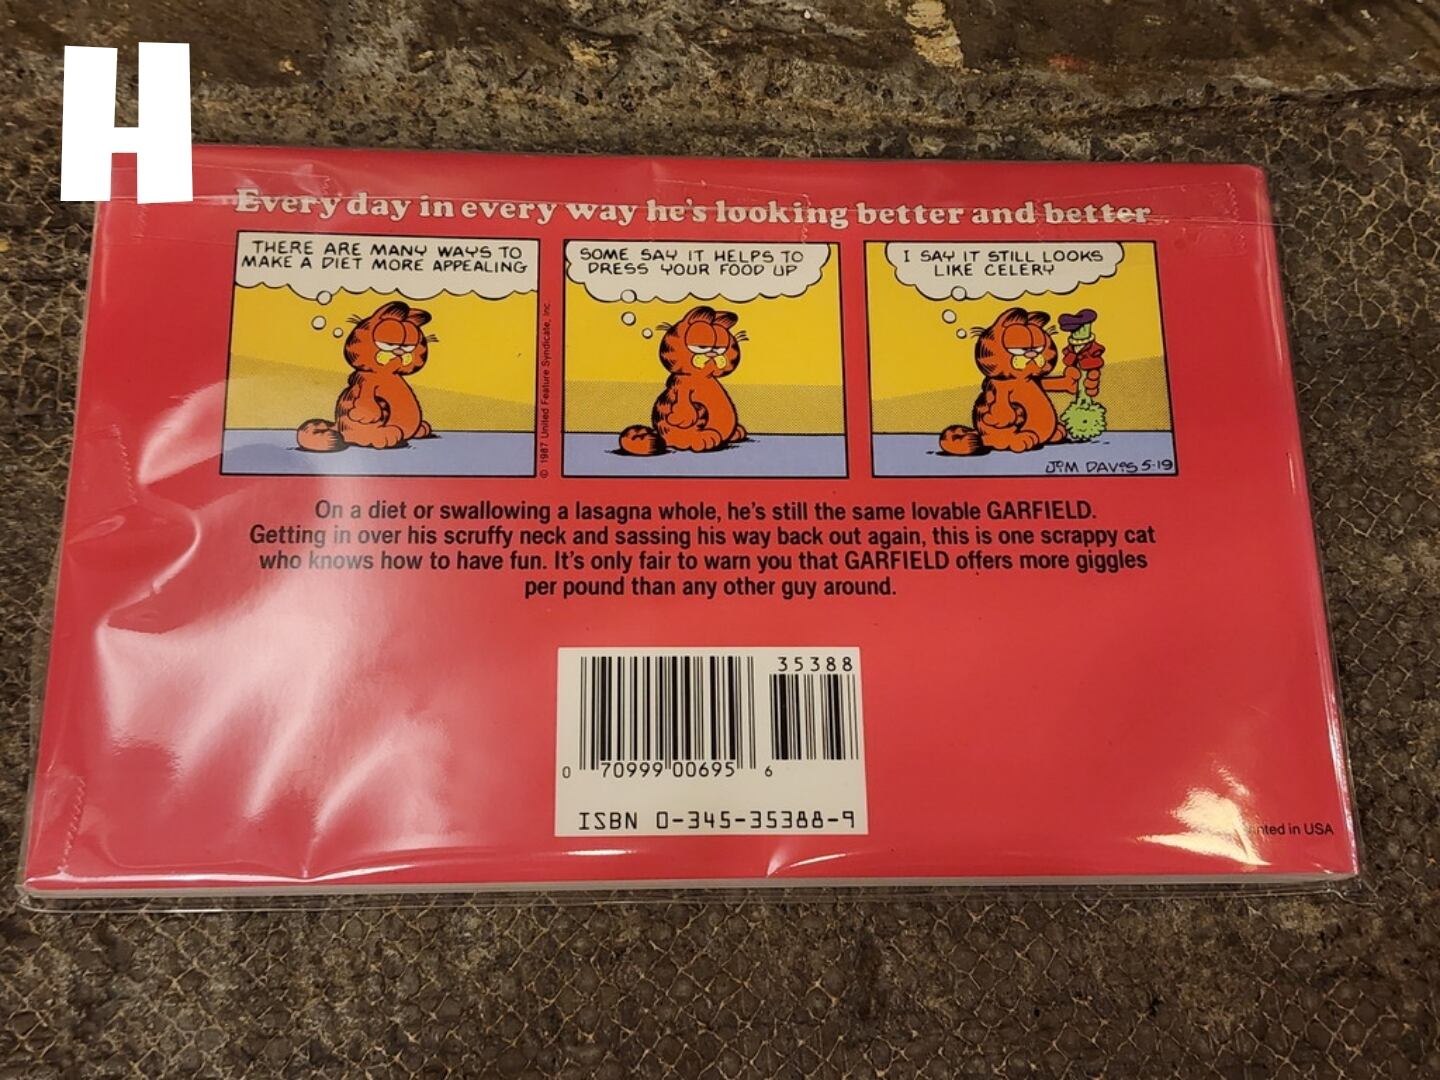 H
Every day in every way he's looking better and better
THERE ARE MANY WAYS TO
MAKE A DIET MORE APPEALING
© 1987 United Feature Syndicate, Inc.
SOME SAY IT HELPS TO
DRESS YOUR FOOD UP
I SAY IT STILL LOOKS
LIKE CELERY
JIM DAVIS 5-19
On a diet or swallowing a lasagna whole, he's still the same lovable GARFIELD.
Getting in over his scruffy neck and sassing his way back out again, this is one scrappy cat
who knows how to have fun. It's only fair to warn you that GARFIELD offers more giggles
per pound than any other guy around.
35388
0 70999 00695 6
ISBN 0-345-35388-9
in USA